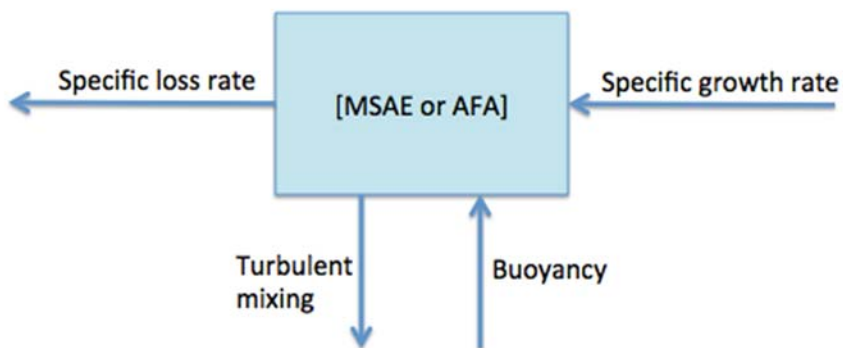 Specific loss rate
[MSAE or AFA]
Specific growth rate
Turbulent
mixing
Buoyancy